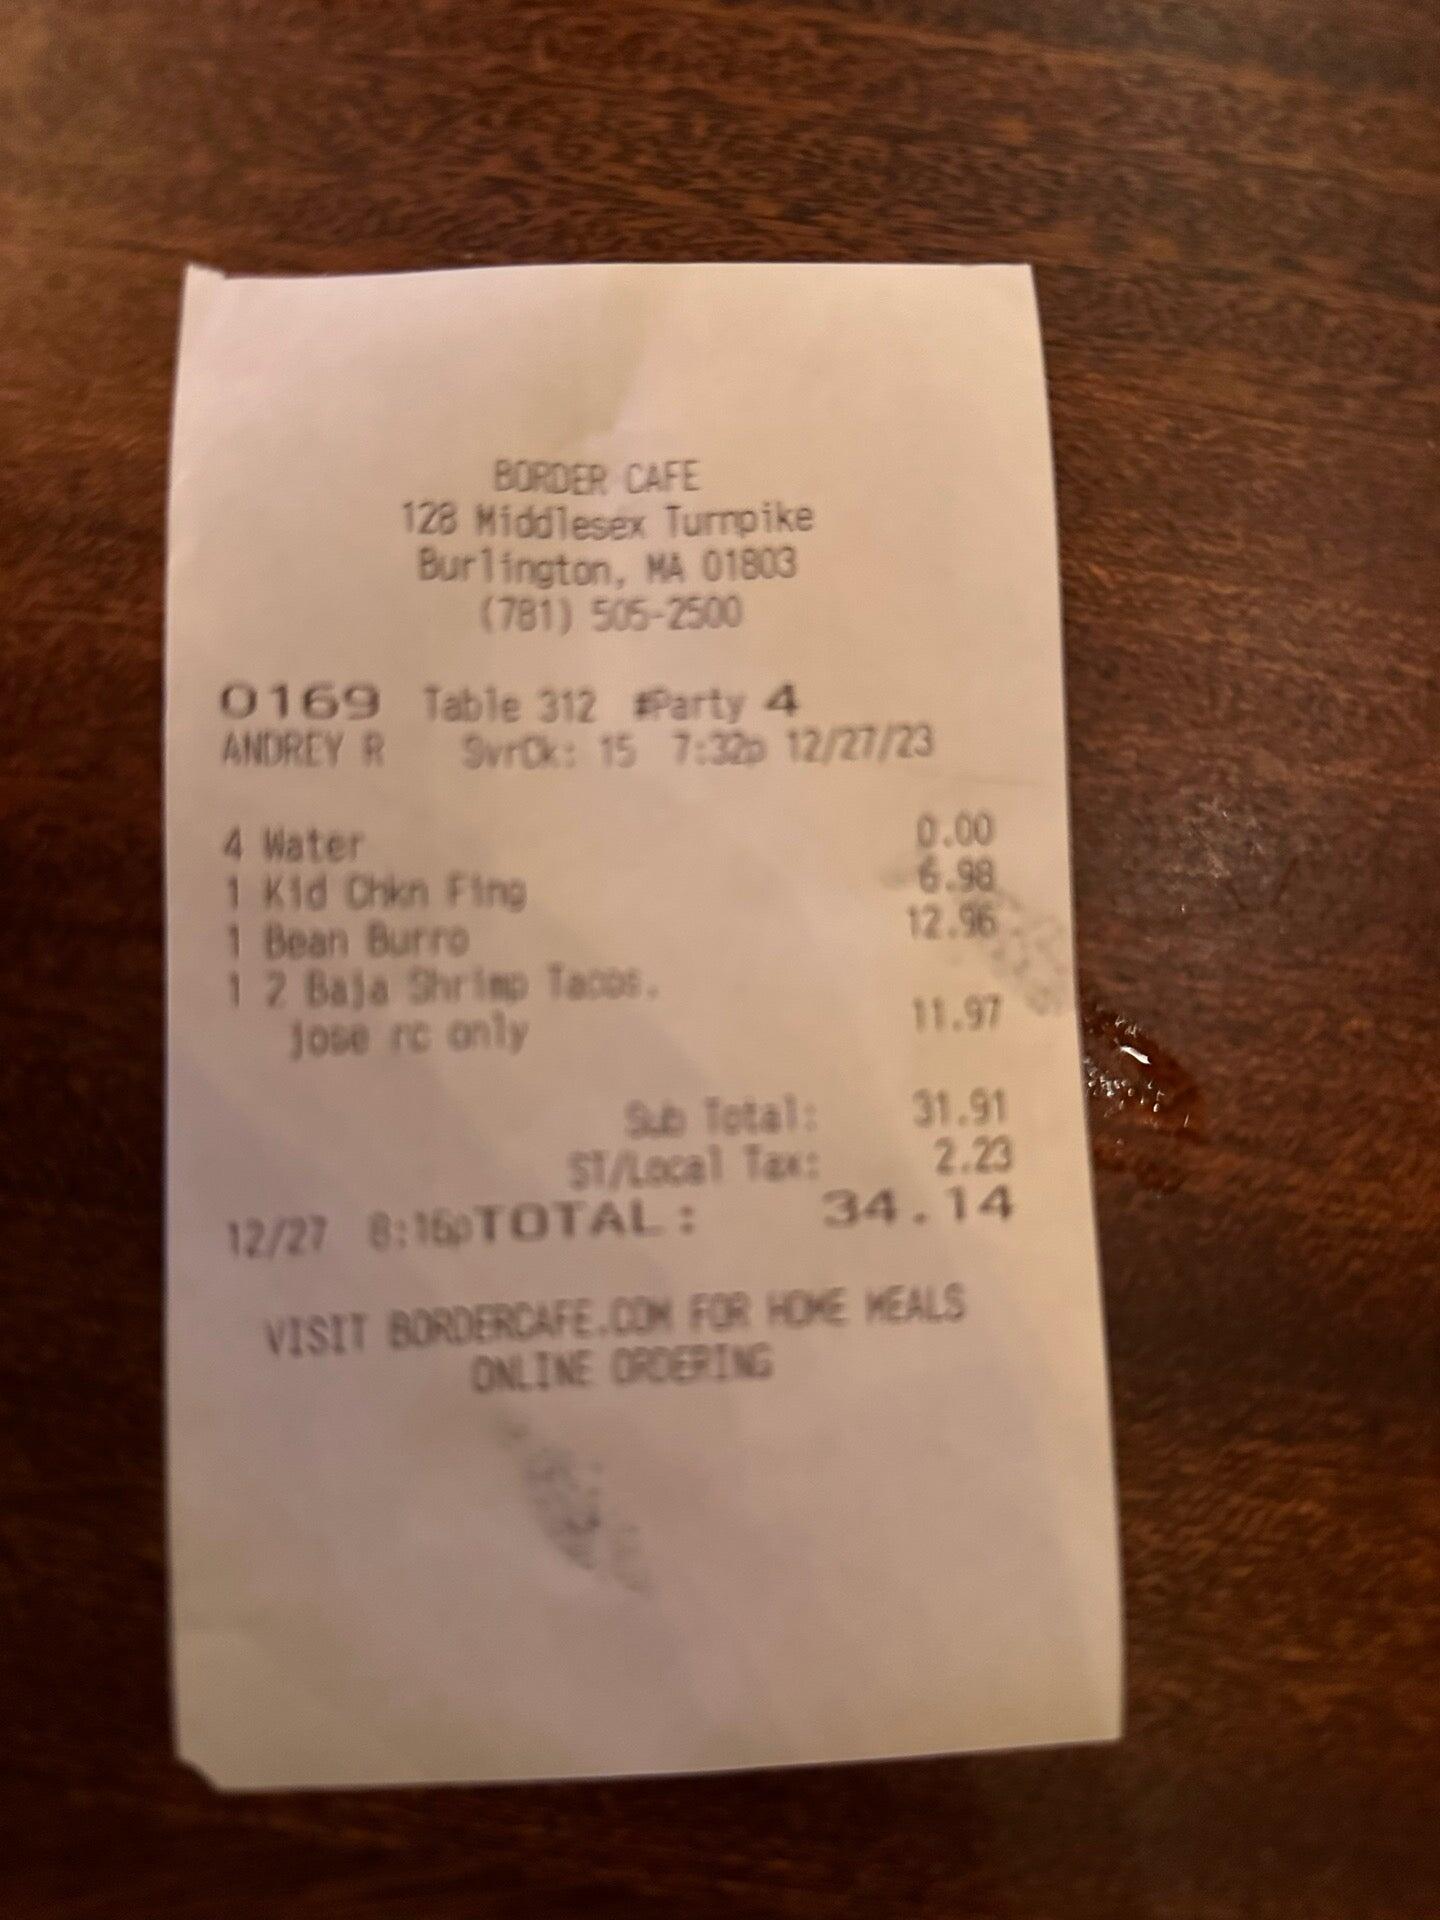 BORDER CAFE
128 Middlesex Turnpike
Burlington, MA 01803
(781) 505-2500
0169 Table 312 #Party 4
ANDREY R SvrCk: 15 7:32p 12/27/23
4 Water 0.00
1 Kid Chkn Fing 6.98
1 Bean Burro 12.96
1 2 Baja Shrimp Tacos.
jose rc only 11.97
Sub Total: 31.91
ST/Local Tax: 2.23
12/27 8:16pTOTAL: 34.14
VISIT BORDERCAFE.COM FOR HOME MEALS
ONLINE ORDERING